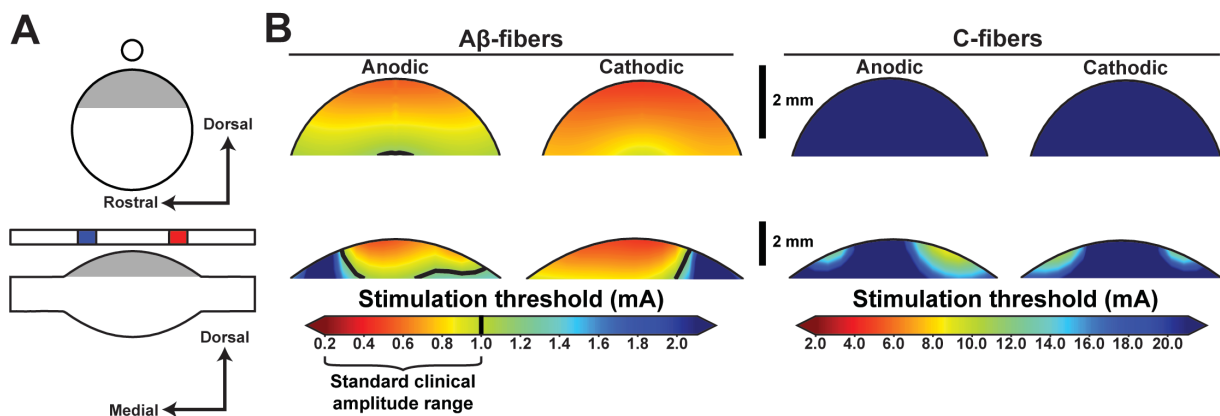 A
Dorsal
Rostral
Dorsal
Medial
B
Aβ-fibers
Anodic
Cathodic
C-fibers
Anodic
Cathodic
2 mm
2 mm
Stimulation threshold (mA)
0.2 0.4 0.6 0.8 1.0 1.2 1.4 1.6 1.8 2.0
Standard clinical
amplitude range
Stimulation threshold (mA)
2.0 4.0 6.0 8.0 10.0 12.0 14.0 16.0 18.0 20.0